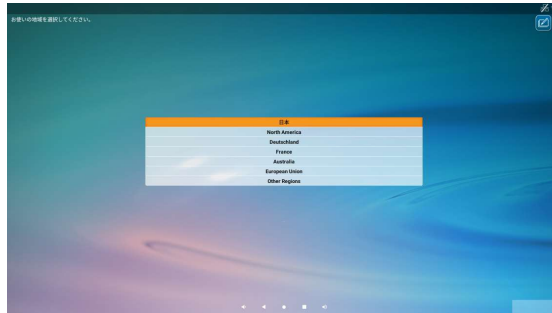 お使いの地域を選択してください。
日本
North America
Deutschland
France
Australia
European Union
Other Regions